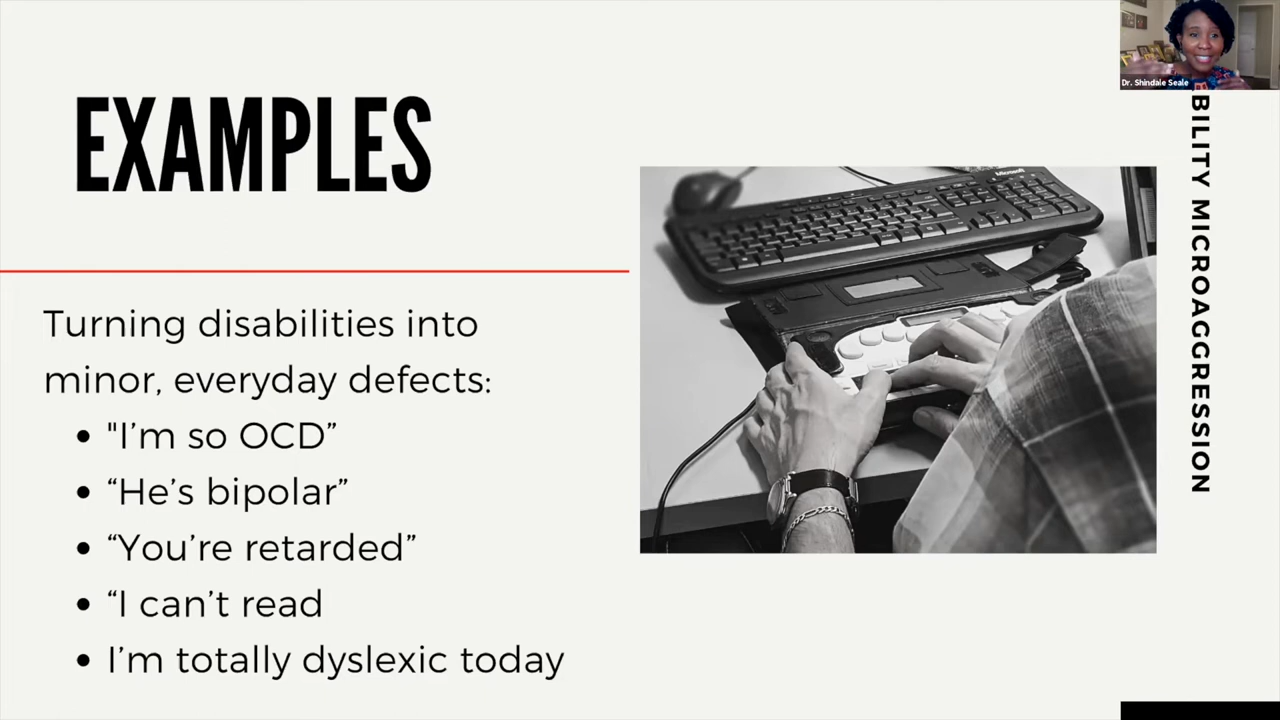 EXAMPLES
Turning disabilities into
minor, everyday defects:
• "I’m so OCD”
• “He’s bipolar”
• “You’re retarded”
• “I can’t read
• I’m totally dyslexic today
Microsoft
Dr. Shindale Seale
BILITY MICROAGGRESSION